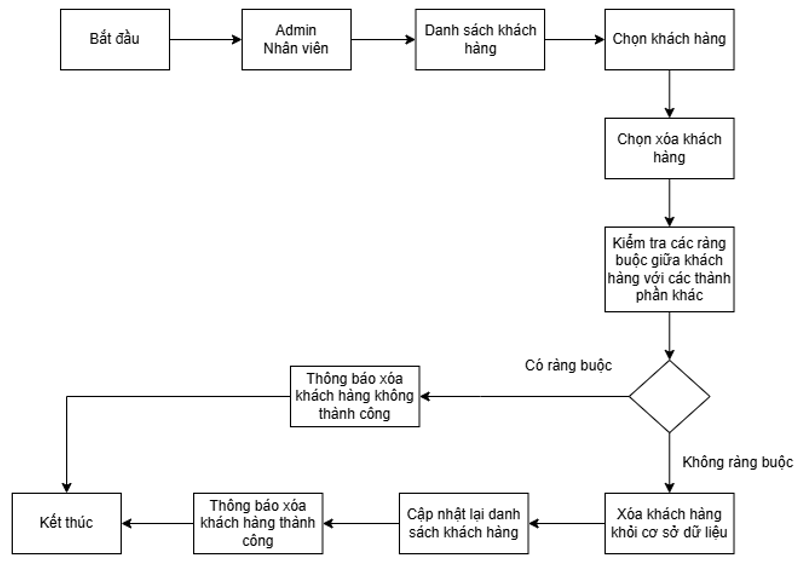 Bắt đầu
Admin
Nhân viên
Danh sách khách
hàng
Chọn khách hàng
Chọn xóa khách
hàng
Kiểm tra các ràng
buộc giữa khách
hàng với các thành
phần khác
Có ràng buộc
Thông báo xóa
khách hàng không
thành công
Không ràng buộc
Kết thúc
Thông báo xóa
khách hàng thành
công
Cập nhật lại danh
sách khách hàng
Xóa khách hàng
khỏi cơ sở dữ liệu